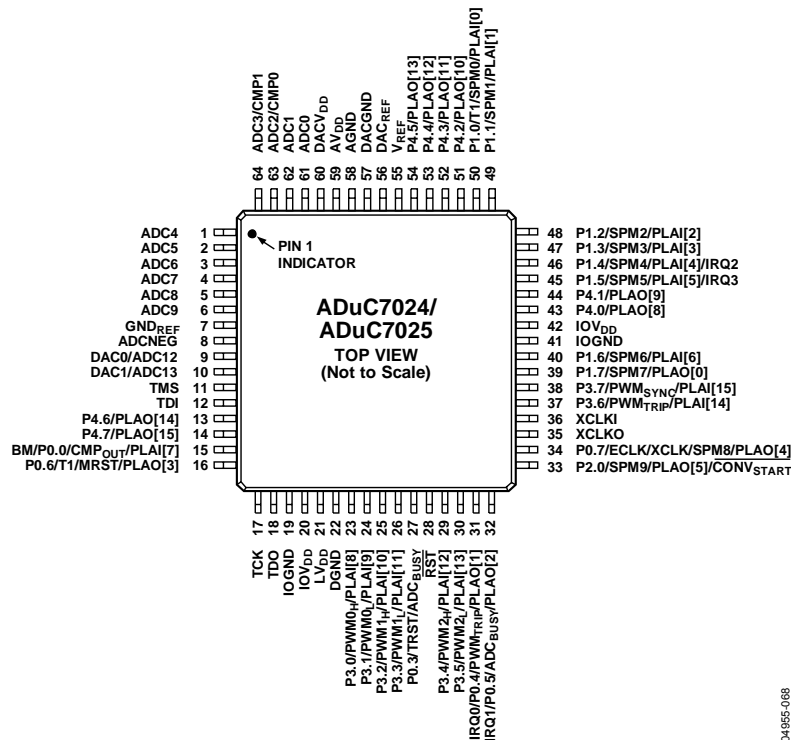 64 ADC3/CMP1
63 ADC2/CMP0
62 ADC1
61 ADC0
60 DACVDD
59 AVDD
58 AGND
57 DACGND
56 DACREF
55 VREF
54 P4.5/PLAO[13]
53 P4.4/PLAO[12]
52 P4.3/PLAO[11]
51 P4.2/PLAO[10]
50 P1.0/T1/SPM0/PLAI[0]
49 P1.1/SPM1/PLAI[1]
ADC4 1
ADC5 2
ADC6 3
ADC7 4
ADC8 5
ADC9 6
GNDREF 7
ADCNEG 8
DAC0/ADC12 9
DAC1/ADC13 10
TMS 11
TDI 12
P4.6/PLAO[14] 13
P4.7/PLAO[15] 14
BM/P0.0/CMPOUT/PLAI[7] 15
P0.6/T1/MRST/PLAO[3] 16
PIN 1
INDICATOR
ADuC7024/
ADuC7025
TOP VIEW
(Not to Scale)
48 P1.2/SPM2/PLAI[2]
47 P1.3/SPM3/PLAI[3]
46 P1.4/SPM4/PLAI[4]/IRQ2
45 P1.5/SPM5/PLAI[5]/IRQ3
44 P4.1/PLAO[9]
43 P4.0/PLAO[8]
42 IOVDD
41 IOGND
40 P1.6/SPM6/PLAI[6]
39 P1.7/SPM7/PLAO[0]
38 P3.7/PWMSYNC/PLAI[15]
37 P3.6/PWMTRIP/PLAI[14]
36 XCLKI
35 XCLKO
34 P0.7/ECLK/XCLK/SPM8/PLAO[4]
33 P2.0/SPM9/PLAO[5]/CONVSTART
17 TCK
18 TDO
19 IOGND
20 IOVDD
21 LVDD
22 DGND
23 P3.0/PWM0H/PLAI[8]
24 P3.1/PWM0L/PLAI[9]
25 P3.2/PWM1H/PLAI[10]
26 P3.3/PWM1L/PLAI[11]
27 P0.3/TRST/ADCBUSY
28 RST
29 P3.4/PWM2H/PLAI[12]
30 P3.5/PWM2L/PLAI[13]
31 IRQ0/P0.4/PWMTRIP/PLAO[1]
32 IRQ1/P0.5/ADCBUSY/PLAO[2]
04955-068